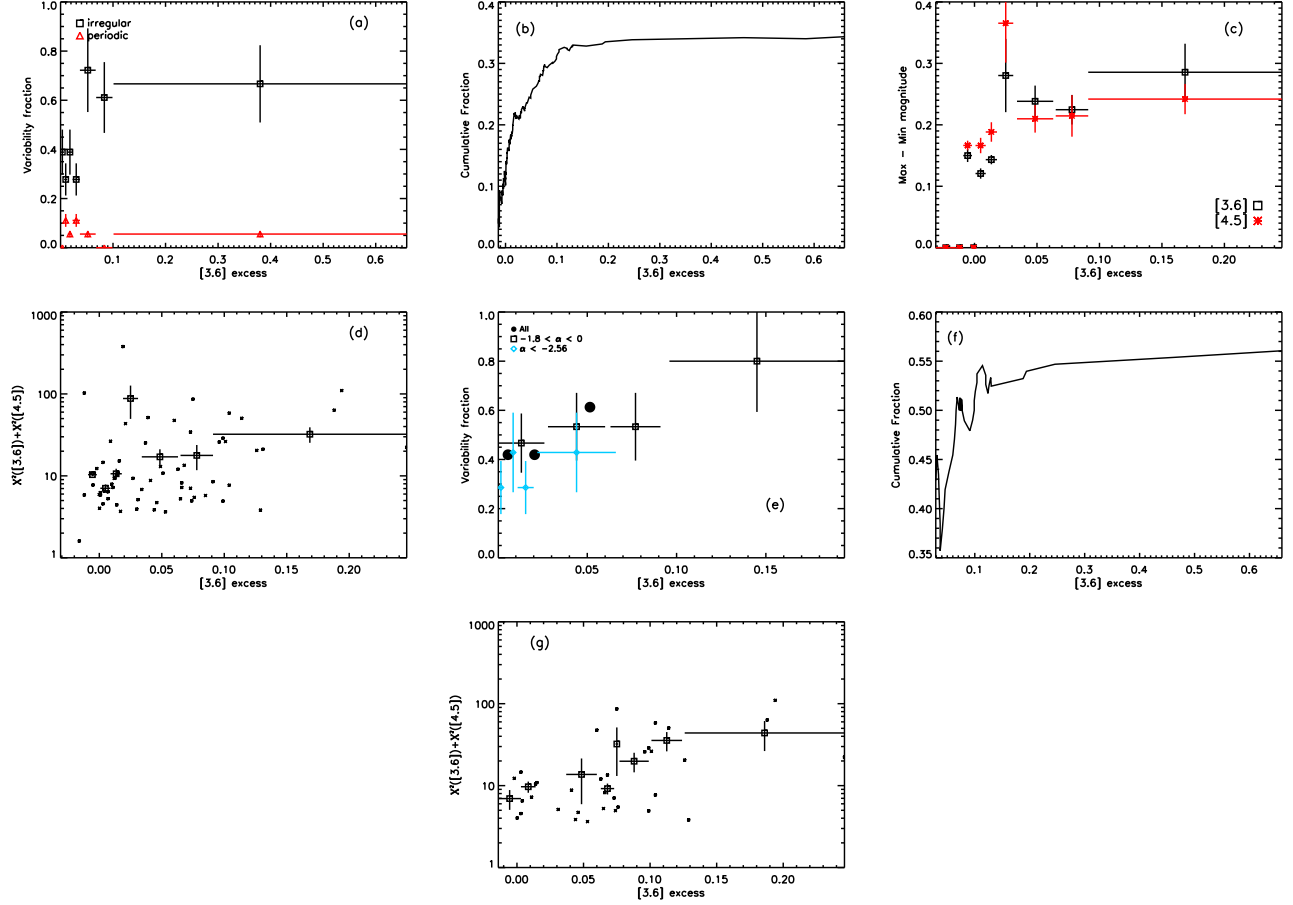 (a)
irregular
periodic
Variability fraction
1.0
0.8
0.6
0.4
0.2
0.0
0.1 0.2 0.3 0.4 0.5 0.6
[3.6] excess
(b)
Cumulative Fraction
0.4
0.3
0.2
0.1
0.0
0.0 0.1 0.2 0.3 0.4 0.5 0.6
[3.6] excess
(c)
Max - Min magnitude
0.4
0.3
0.2
0.1
0.0
[3.6]
[4.5]
0.00 0.05 0.10 0.15 0.20
[3.6] excess
(d)
X²([3.6])+X²([4.5])
1000
100
10
1
0.00 0.05 0.10 0.15 0.20
[3.6] excess
All
-1.8 < α < 0
α < -2.56
(e)
Variability fraction
1.0
0.8
0.6
0.4
0.2
0.0
0.05 0.10 0.15
[3.6] excess
(f)
Cumulative Fraction
0.60
0.55
0.50
0.45
0.40
0.35
0.1 0.2 0.3 0.4 0.5 0.6
[3.6] excess
(g)
X²([3.6])+X²([4.5])
1000
100
10
1
0.00 0.05 0.10 0.15 0.20
[3.6] excess